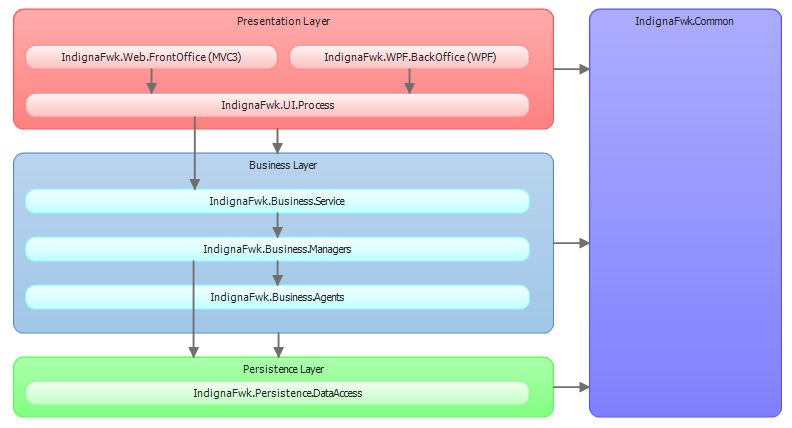 Presentation Layer
IndignaFwk.Common
IndignaFwk.Web.FrontOffice (MVC3)
IndignaFwk.WPF.BackOffice (WPF)
IndignaFwk.UI.Process
Business Layer
IndignaFwk.Business.Service
IndignaFwk.Business.Managers
IndignaFwk.Business.Agents
Persistence Layer
IndignaFwk.Persistence.DataAccess